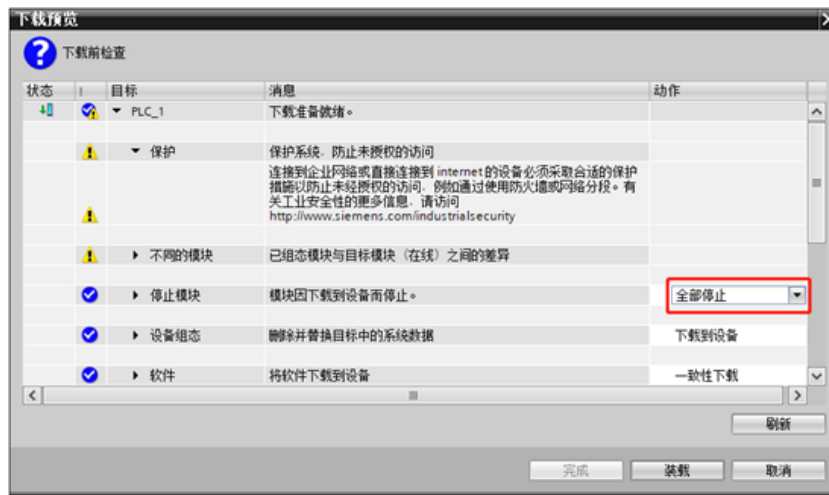 下载预览
下载前检查
状态 ! 目标 消息 动作
PLC_1 下载准备就绪。
保护 保护系统，防止未授权的访问
连接到企业网络或直接连接到 internet 的设备必须采取合适的保护
措施以防止未经授权的访问，例如通过使用防火墙或网络分段。有
关工业安全性的更多信息，请访问
http://www.siemens.com/industrialsecurity
不同的模块 已组态模块与目标模块（在线）之间的差异
停止模块 模块因下载到设备而停止。 全部停止
设备组态 删除并替换目标中的系统数据 下载到设备
软件 将软件下载到设备 一致性下载
刷新
完成 装载 取消